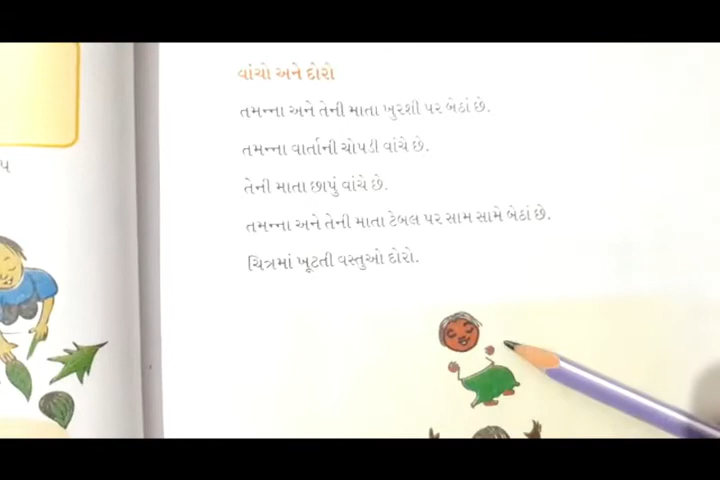 વાંચો અને દોરો
તમન્ના અને તેની માતા ખુરશી પર બેઠાં છે.
તમન્ના વાર્તાની ચોપડી વાંચે છે.
તેની માતા છાપું વાંચે છે.
તમન્ના અને તેની માતા ટેબલ પર સામ સામે બેઠાં છે.
ચિત્રમાં ખૂટતી વસ્તુઓ દોરો.